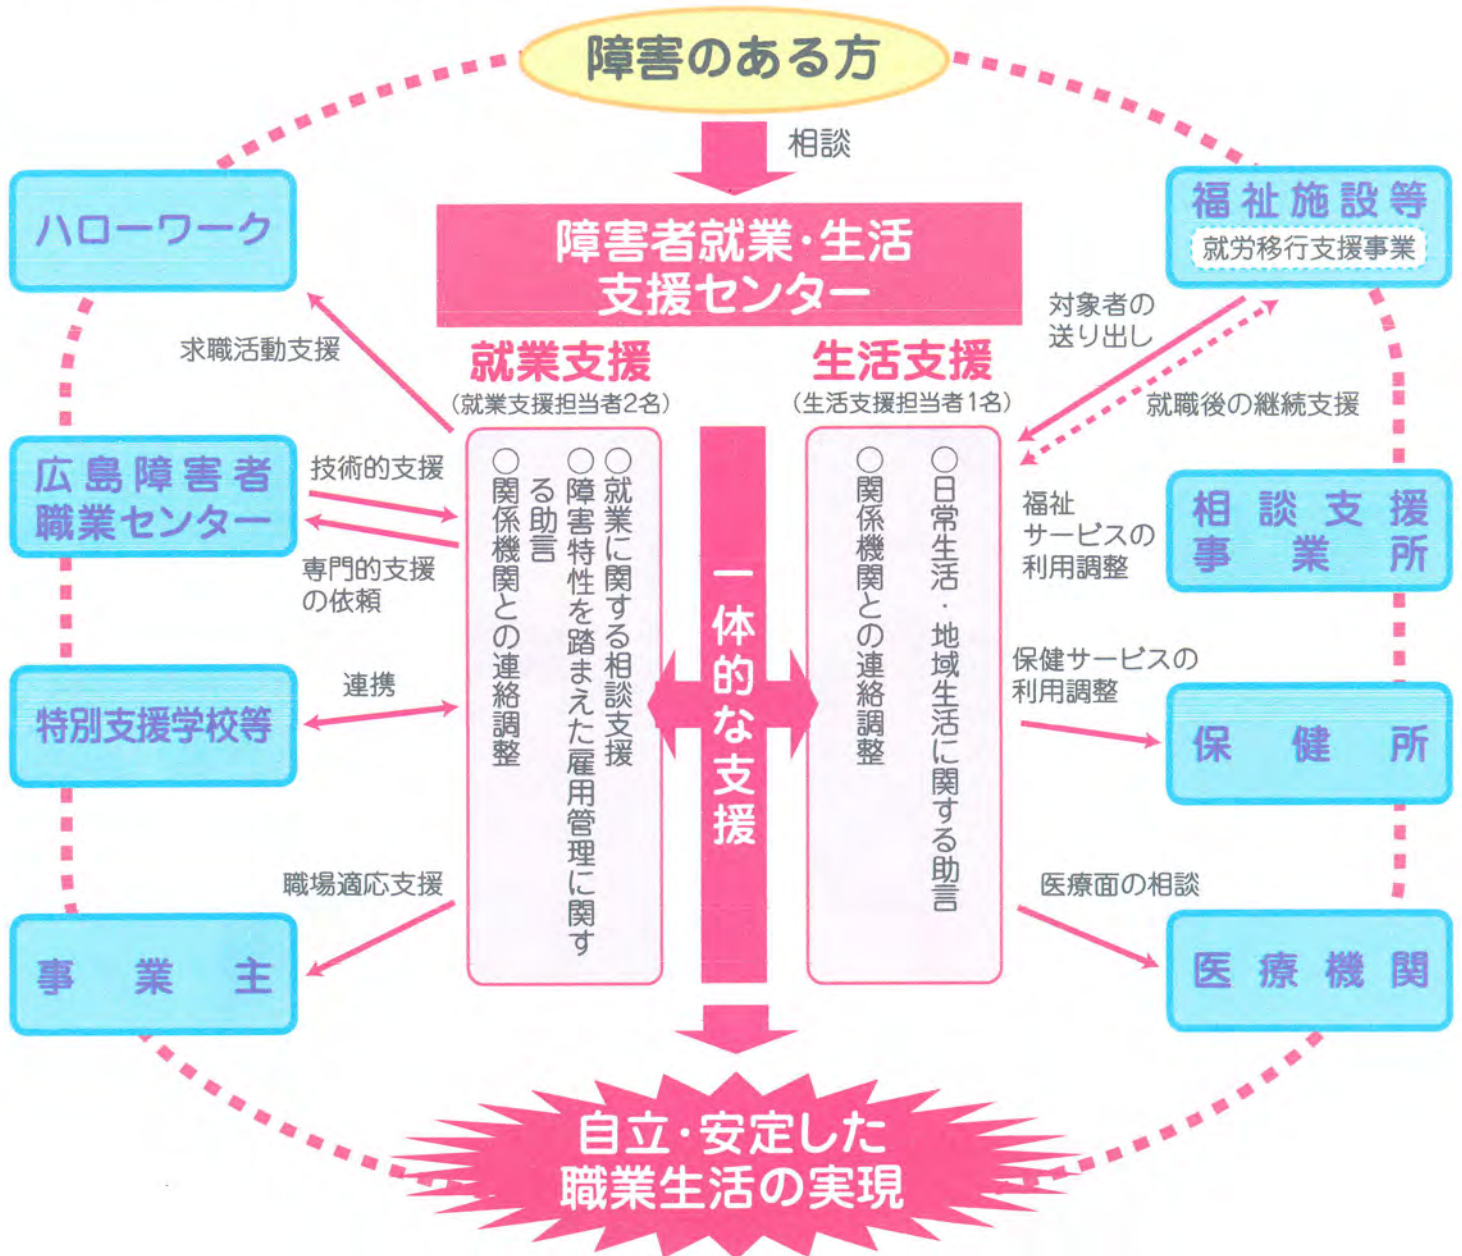 障害のある方
相談
障害者就業・生活
支援センター
ハローワーク
求職活動支援
広島障害者
職業センター
技術的支援
専門的支援
の依頼
特別支援学校等
連携
事業主
職場適応支援
就業支援
(就業支援担当者2名)
○就業に関する相談支援
○障害特性を踏まえた雇用管理に関す
る助言
○関係機関との連絡調整
一体的な支援
生活支援
(生活支援担当者1名)
○日常生活・地域生活に関する助言
○関係機関との連絡調整
福祉施設等
就労移行支援事業
対象者の
送り出し
就職後の継続支援
相談支援
事業所
福祉
サービスの
利用調整
保健サービスの
利用調整
保健所
医療面の相談
医療機関
自立・安定した
職業生活の実現